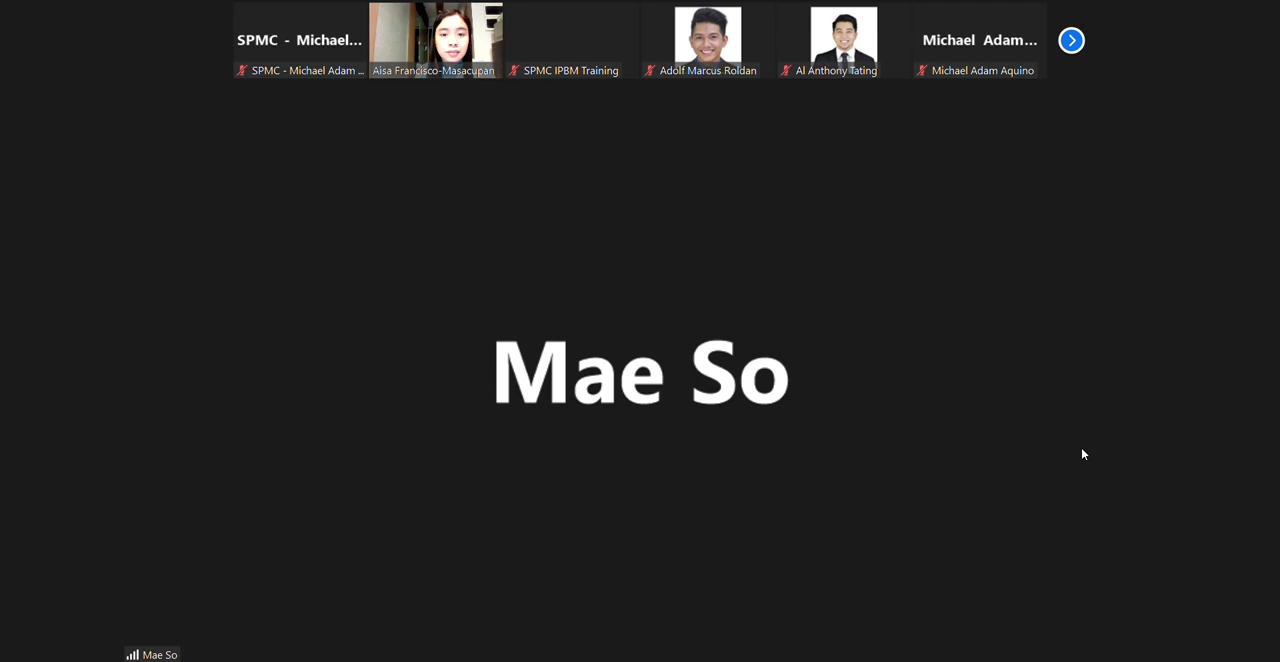 SPMC - Michael...
Michael Adam...
SPMC - Michael Adam ...
Aisa Francisco-Masacupan
SPMC IPBM Training
Adolf Marcus Roldan
Al Anthony Tating
Michael Adam Aquino
Mae So
Mae So